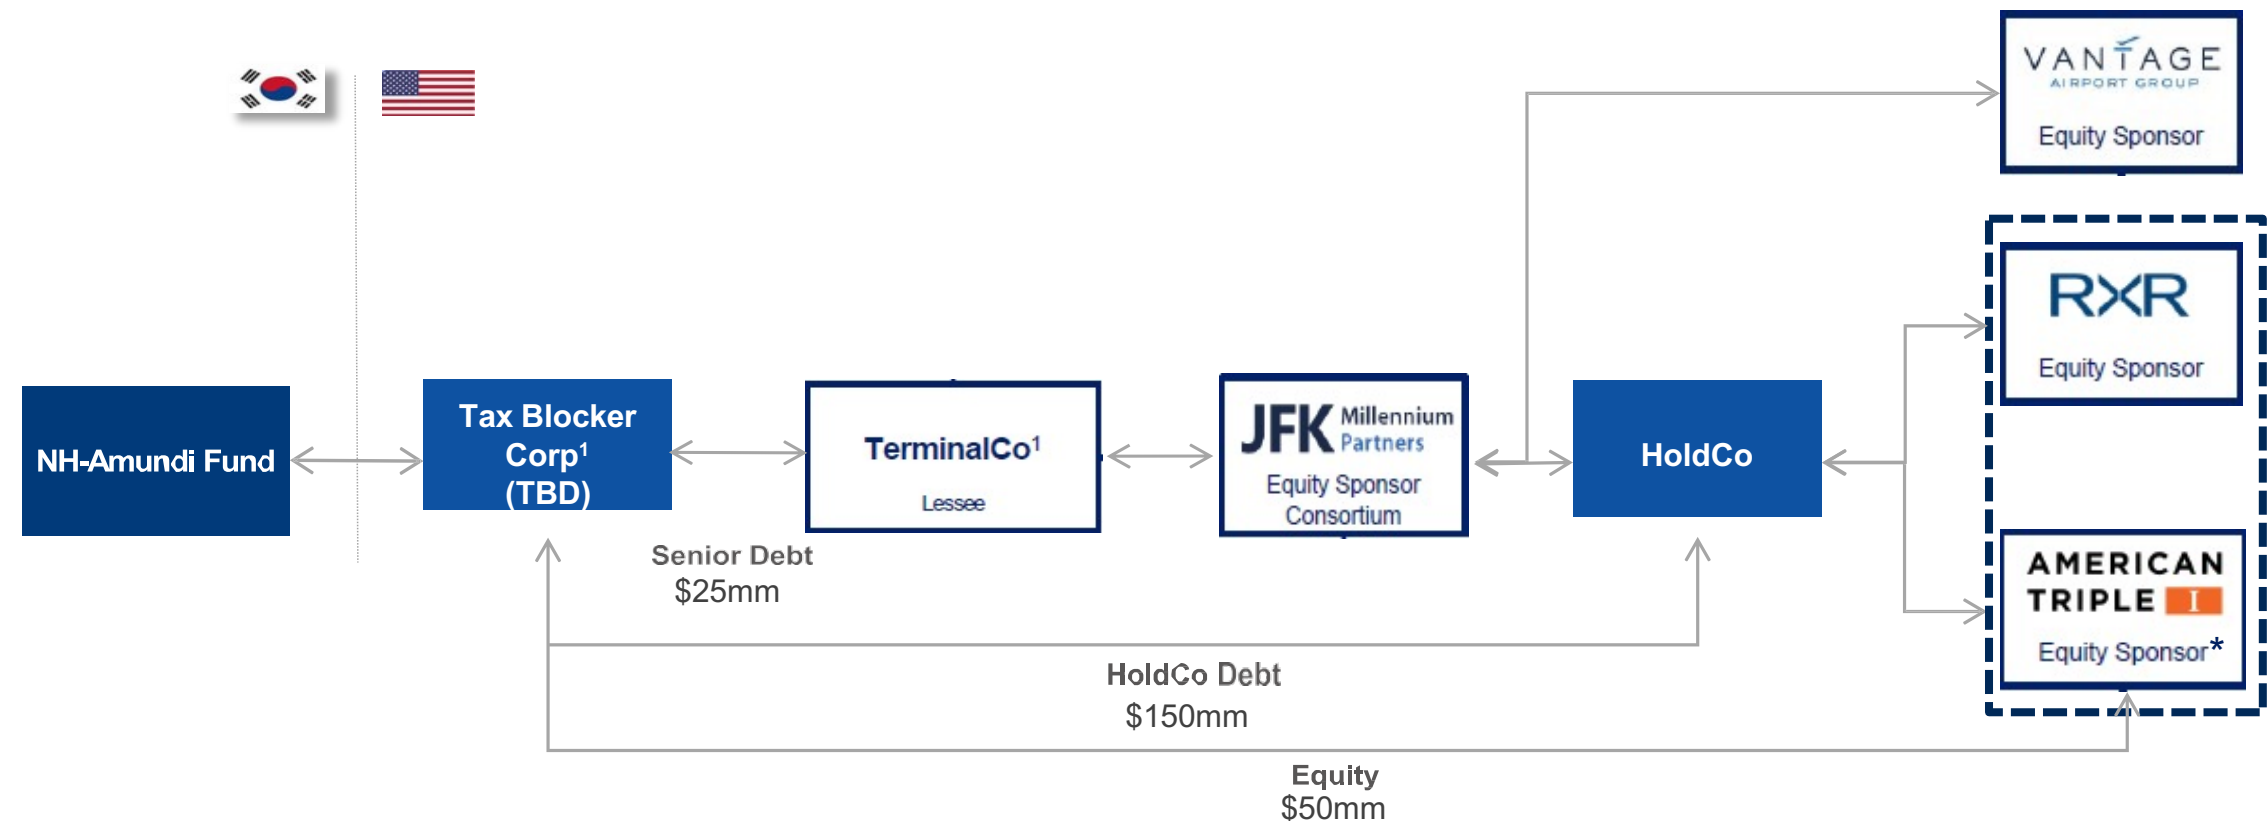 VANTAGE
AIRPORT GROUP
Equity Sponsor
RXR
Equity Sponsor
NH-Amundi Fund
Tax Blocker
Corp¹
(TBD)
TerminalCo¹
Lessee
JFK Millennium
Partners
Equity Sponsor
Consortium
HoldCo
AMERICAN
TRIPLE I
Equity Sponsor*
Senior Debt
$25mm
HoldCo Debt
$150mm
Equity
$50mm